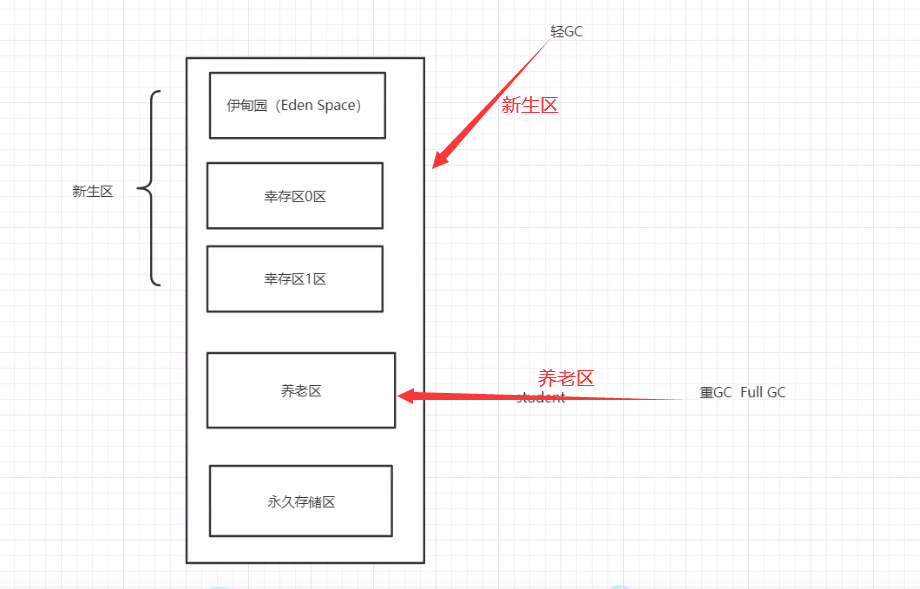 轻GC
伊甸园（Eden Space）
新生区
新生区
幸存区0区
幸存区1区
养老区
养老区
student
重GC Full GC
永久存储区